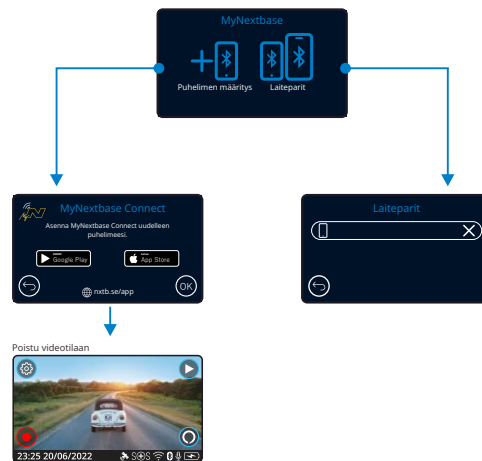 MyNextbase
Puhelimen määritys
Laiteparit
MyNextbase Connect
Asenna MyNextbase Connect uudelleen
puhelimeesi.
Google Play
App Store
OK
nxtb.se/app
Laiteparit
Poistu videotilaan
23:25 20/06/2022
SOS